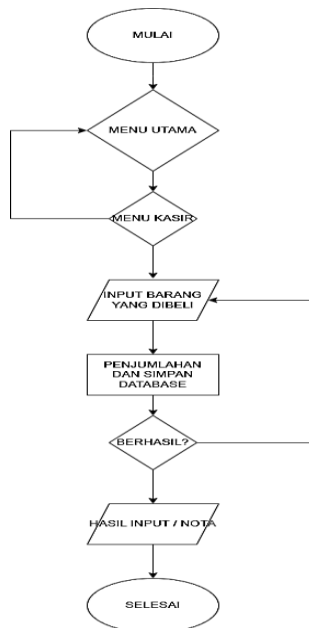 MULAI
MENU UTAMA
MENU KASIR
INPUT BARANG
YANG DIBELI
PENJUMLAHAN
DAN SIMPAN
DATABASE
BERHASIL?
HASIL INPUT / NOTA
SELESAI